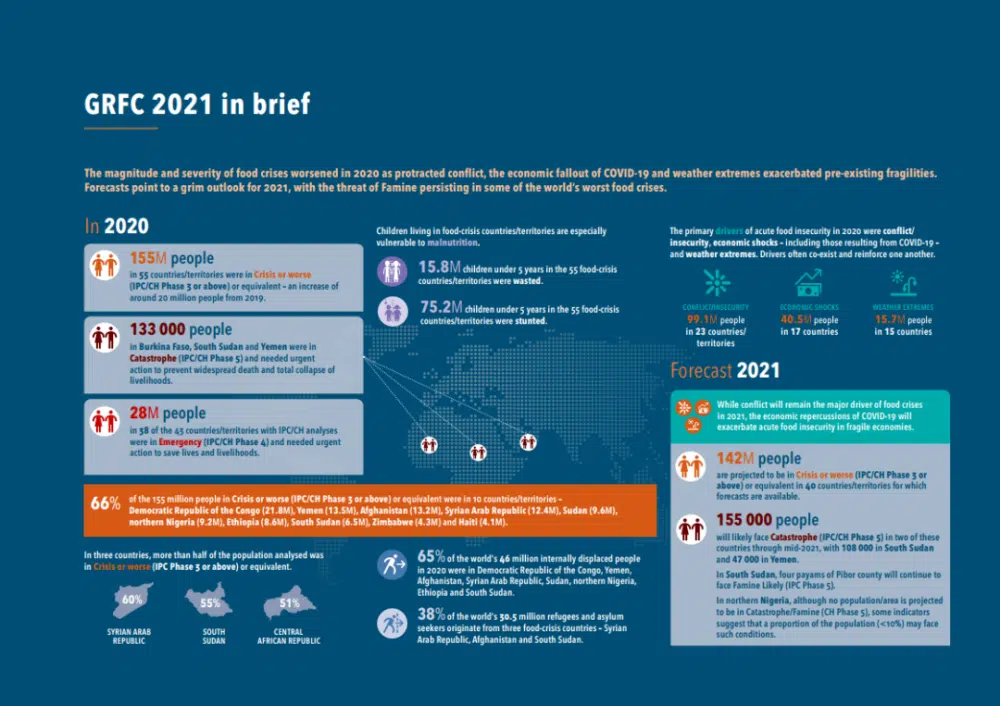 GRFC 2021 in brief
The magnitude and severity of food crises worsened in 2020 as protracted conflict, the economic fallout of COVID-19 and weather extremes exacerbated pre-existing fragilities.
Forecasts point to a grim outlook for 2021, with the threat of Famine persisting in some of the world's worst food crises.
In 2020
155M people
in 55 countries/territories were in Crisis or worse
(IPC/CH Phase 3 or above) or equivalent – an increase of
around 20 million people from 2019.
133 000 people
in Burkina Faso, South Sudan and Yemen were in
Catastrophe (IPC/CH Phase 5) and needed urgent
action to prevent widespread death and total collapse of
livelihoods.
28M people
in 38 of the 43 countries/territories with IPC/CH analyses
were in Emergency (IPC/CH Phase 4) and needed urgent
action to save lives and livelihoods.
Children living in food-crisis countries/territories are especially
vulnerable to malnutrition.
15.8M children under 5 years in the 55 food-crisis
countries/territories were wasted.
75.2M children under 5 years in the 55 food-crisis
countries/territories were stunted.
The primary drivers of acute food insecurity in 2020 were conflict/
insecurity, economic shocks – including those resulting from COVID-19 –
and weather extremes. Drivers often co-exist and reinforce one another.
CONFLICT/INSECURITY
99.1M people
in 23 countries/
territories
ECONOMIC SHOCKS
40.5M people
in 17 countries
WEATHER EXTREMES
15.7M people
in 15 countries
66% of the 155 million people in Crisis or worse (IPC/CH Phase 3 or above) or equivalent were in 10 countries/territories –
Democratic Republic of the Congo (21.8M), Yemen (13.5M), Afghanistan (13.2M), Syrian Arab Republic (12.4M), Sudan (9.6M),
northern Nigeria (9.2M), Ethiopia (8.6M), South Sudan (6.5M), Zimbabwe (4.3M) and Haiti (4.1M).
In three countries, more than half of the population analysed was
in Crisis or worse (IPC Phase 3 or above) or equivalent.
60%
SYRIAN ARAB
REPUBLIC
55%
SOUTH
SUDAN
51%
CENTRAL
AFRICAN REPUBLIC
65% of the world's 46 million internally displaced people
in 2020 were in Democratic Republic of the Congo, Yemen,
Afghanistan, Syrian Arab Republic, Sudan, northern Nigeria,
Ethiopia and South Sudan.
38% of the world's 30.5 million refugees and asylum
seekers originate from three food-crisis countries – Syrian
Arab Republic, Afghanistan and South Sudan.
Forecast 2021
While conflict will remain the major driver of food crises
in 2021, the economic repercussions of COVID-19 will
exacerbate acute food insecurity in fragile economies.
142M people
are projected to be in Crisis or worse (IPC/CH Phase 3 or
above) or equivalent in 40 countries/territories for which
forecasts are available.
155 000 people
will likely face Catastrophe (IPC/CH Phase 5) in two of these
countries through mid-2021, with 108 000 in South Sudan
and 47 000 in Yemen.
In South Sudan, four payams of Pibor county will continue to
face Famine Likely (IPC Phase 5).
In northern Nigeria, although no population/area is projected
to be in Catastrophe/Famine (CH Phase 5), some indicators
suggest that a proportion of the population (<10%) may face
such conditions.